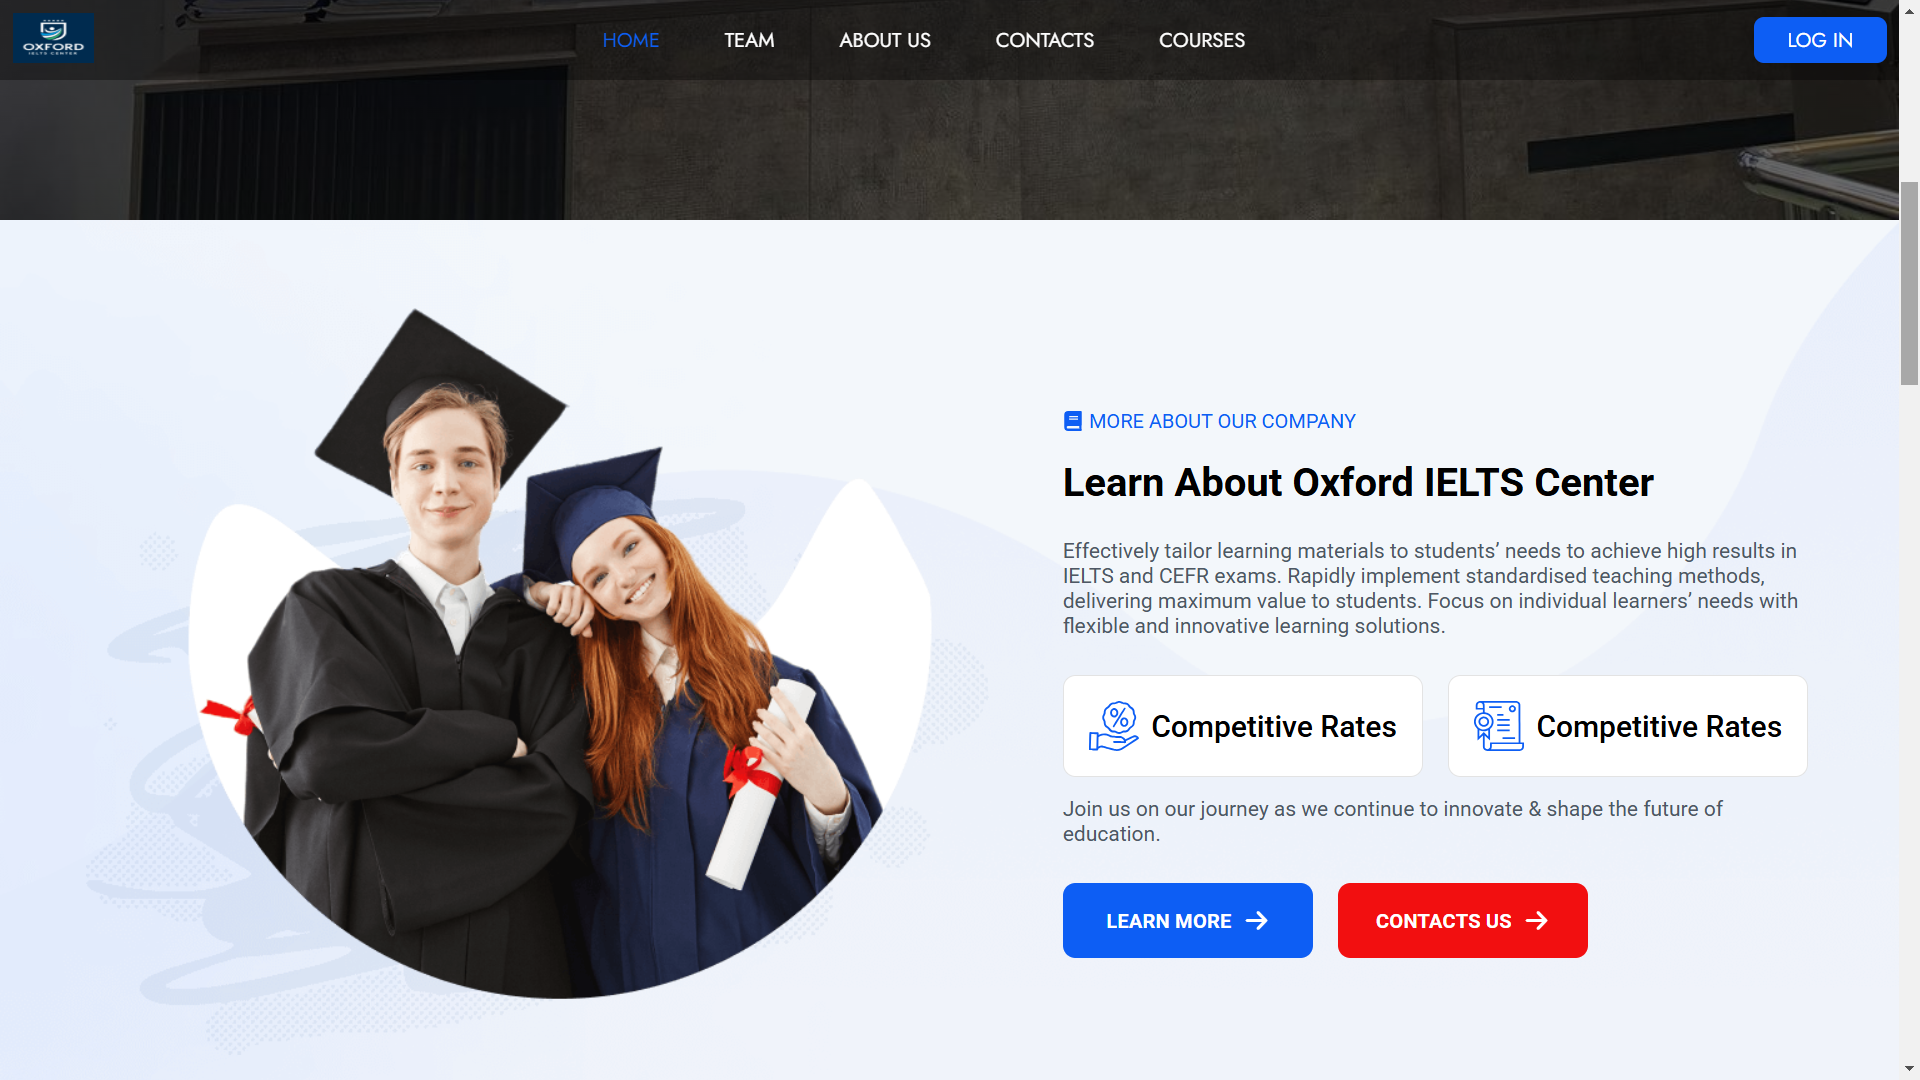 OXFORD
IELTS CENTER
HOME
TEAM
ABOUT US
CONTACTS
COURSES
LOG IN
MORE ABOUT OUR COMPANY
Learn About Oxford IELTS Center
Effectively tailor learning materials to students’ needs to achieve high results in
IELTS and CEFR exams. Rapidly implement standardised teaching methods,
delivering maximum value to students. Focus on individual learners’ needs with
flexible and innovative learning solutions.
Competitive Rates
Competitive Rates
Join us on our journey as we continue to innovate & shape the future of
education.
LEARN MORE
CONTACTS US